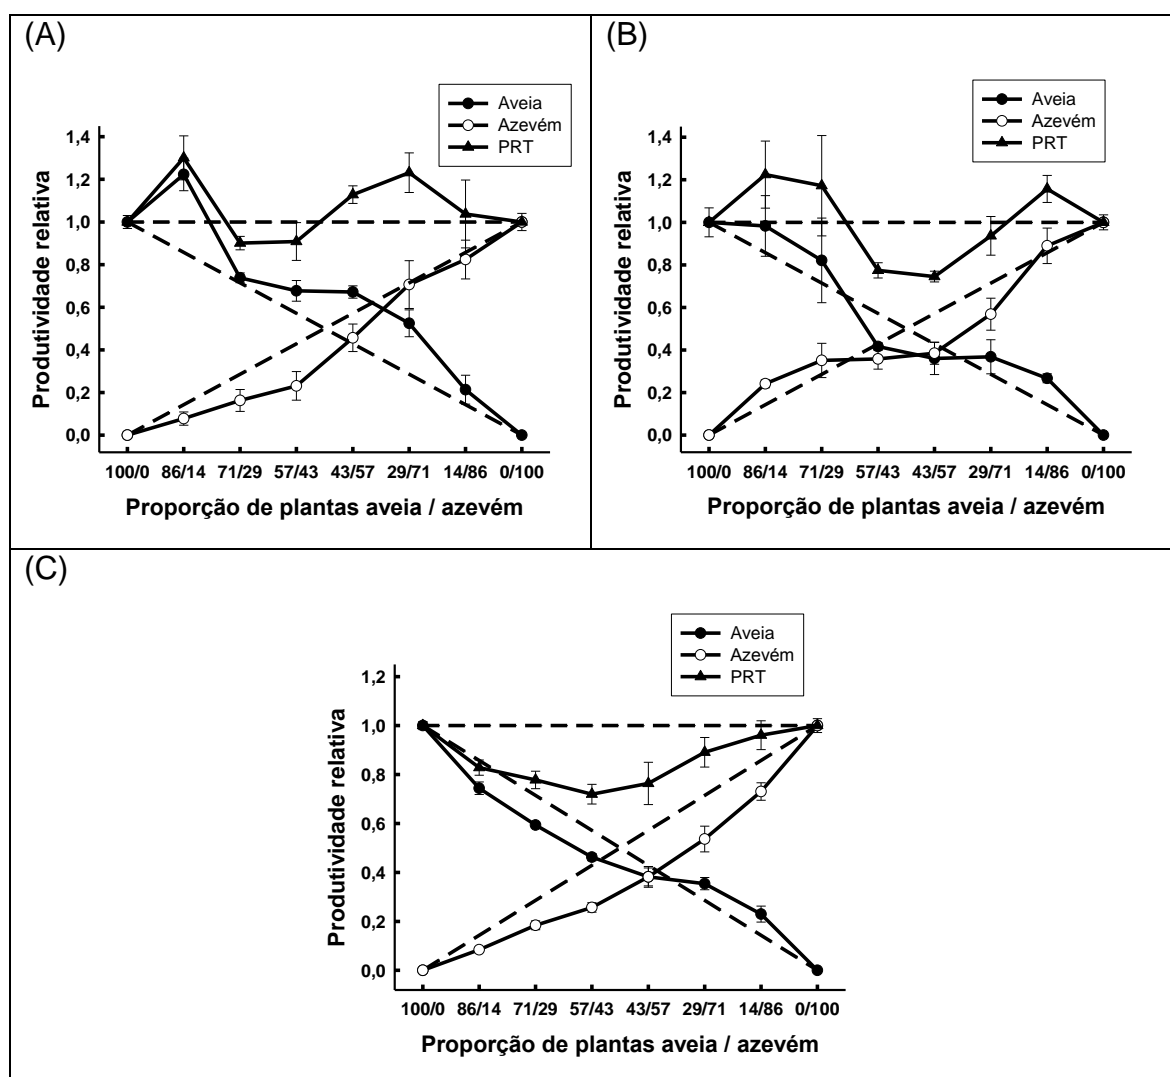 (A)
Aveia
Azevém
PRT
1,4
1,2
1,0
0,8
0,6
0,4
0,2
0,0
Produtividade relativa
100/0 86/14 71/29 57/43 43/57 29/71 14/86 0/100
Proporção de plantas aveia / azevém
(B)
Aveia
Azevém
PRT
1,4
1,2
1,0
0,8
0,6
0,4
0,2
0,0
Produtividade relativa
100/0 86/14 71/29 57/43 43/57 29/71 14/86 0/100
Proporção de plantas aveia / azevém
(C)
Aveia
Azevém
PRT
1,2
1,0
0,8
0,6
0,4
0,2
0,0
Produtividade relativa
100/0 86/14 71/29 57/43 43/57 29/71 14/86 0/100
Proporção de plantas aveia / azevém